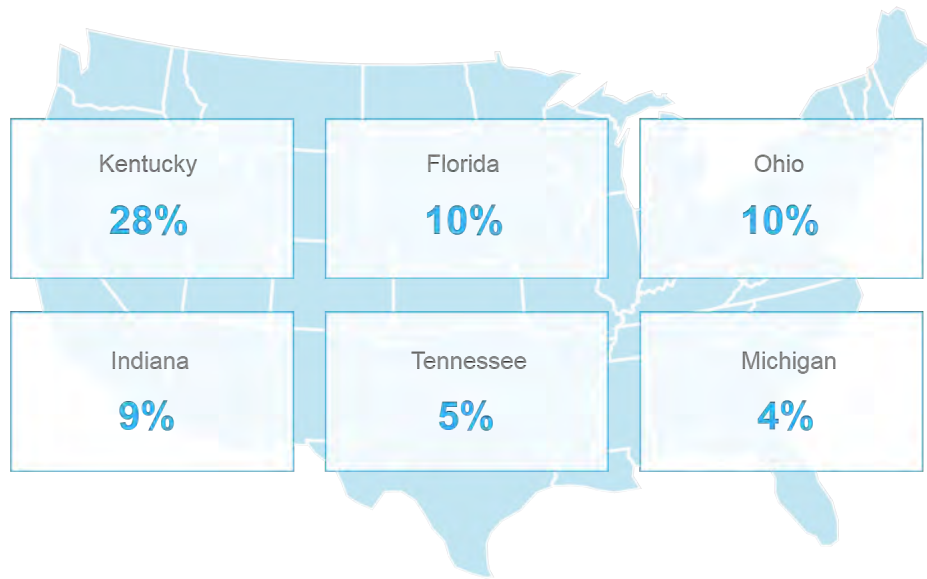 Kentucky
28%
Florida
10%
Ohio
10%
Indiana
9%
Tennessee
5%
Michigan
4%